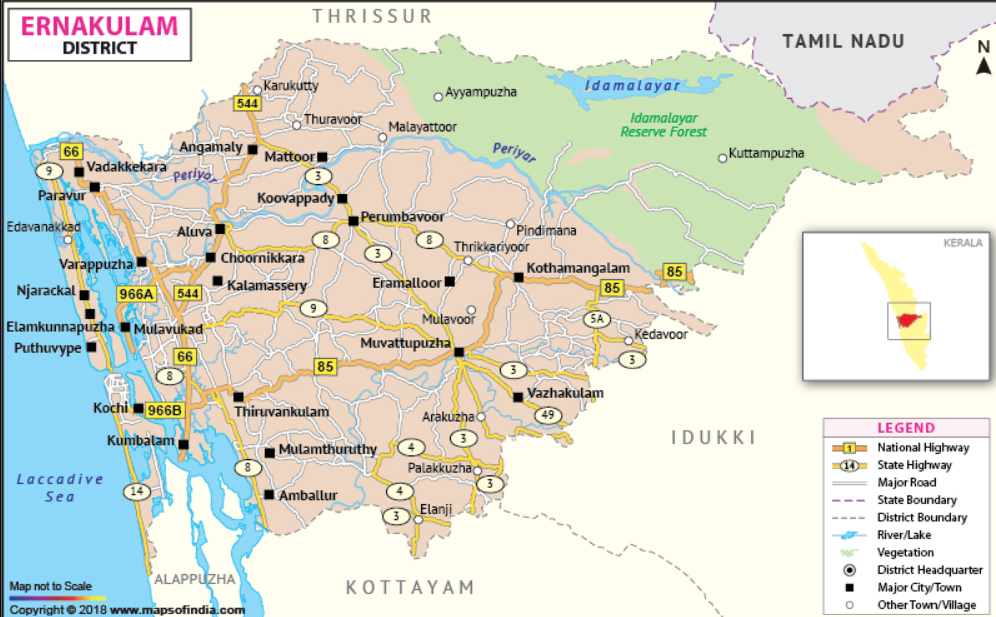 THRISSUR
ERNAKULAM
DISTRICT
TAMIL NADU
N
Karukutty
Idamalayar
Ayyampuzha
544
Thuravoor
Idamalayar
Reserve Forest
Malayattoor
Angamaly
Mattoor
Periyar
Kuttampuzha
66
Vadakkekara
9
Periyar
3
Paravur
Koovappady
Perumbavoor
Edavanakkad
Aluva
8
8
Pindimana
Thrikkariyoor
3
KERALA
Varappuzha
Choornikkara
Kothamangalam
85
Kalamassery
Eramalloor
85
Njarackal
966A
544
9
Mulavoor
5A
Elamkunnapuzha
Mulavukad
Kedavoor
Puthuvype
Muvattupuzha
66
85
3
3
8
Vazhakulam
Kochi
966B
Thiruvankulam
Arakuzha
49
LEGEND
Kumbalam
3
IDUKKI
1
National Highway
Mulamthuruthy
4
14
State Highway
8
Palakkuzha
Major Road
Laccadive
Sea
3
State Boundary
14
Amballur
4
District Boundary
3
Elanji
River/Lake
Vegetation
District Headquarter
ALAPPUZHA
KOTTAYAM
Major City/Town
Map not to Scale
Other Town/Village
Copyright © 2018 www.mapsofindia.com